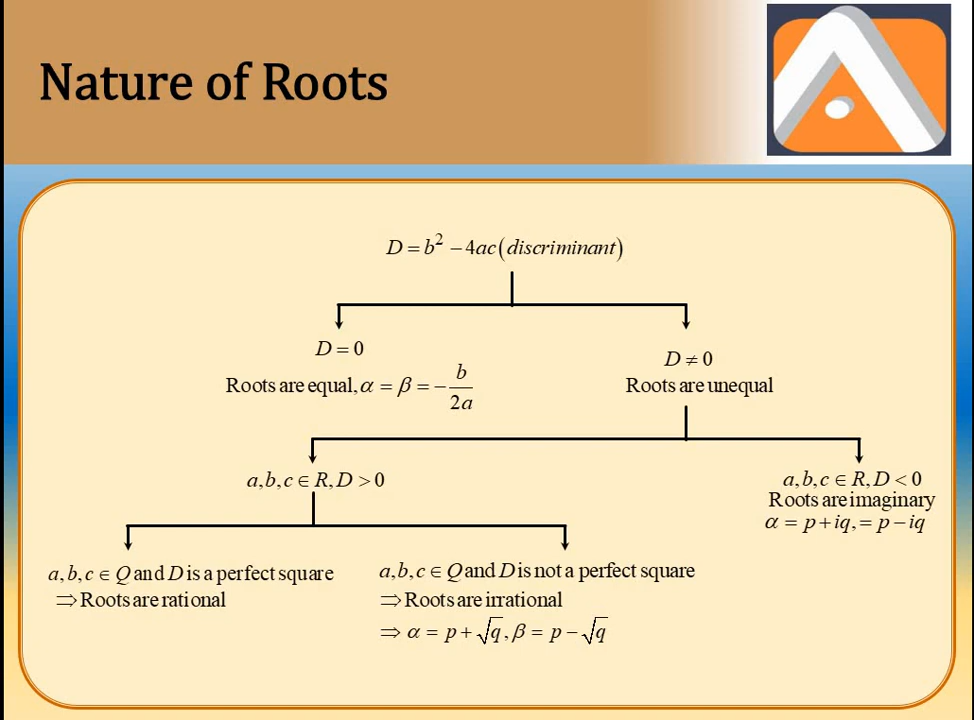 Nature of Roots
D = b² − 4ac (discriminant)
D = 0
Roots are equal, α = β = − b/2a
D ≠ 0
Roots are unequal
a, b, c ∈ R, D > 0
a, b, c ∈ R, D < 0
Roots are imaginary
α = p + iq, = p − iq
a, b, c ∈ Q and D is a perfect square
⇒ Roots are rational
a, b, c ∈ Q and D is not a perfect square
⇒ Roots are irrational
⇒ α = p + √q, β = p − √q